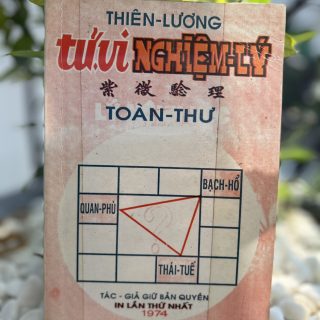 THIÊN-LƯƠNG
tử.vi NGHIỆM-LÝ
紫微驗理
TOÀN-THƯ
BẠCH-HỔ
QUAN-PHÙ
THÁI-TUẾ
TÁC - GIẢ GIỮ BẢN QUYỀN
IN LẦN THỨ NHẤT
1974